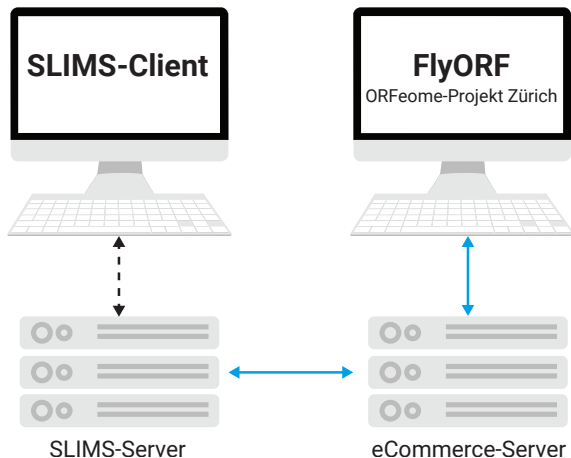 SLIMS-Client
FlyORF
ORFeome-Projekt Zürich
SLIMS-Server
eCommerce-Server